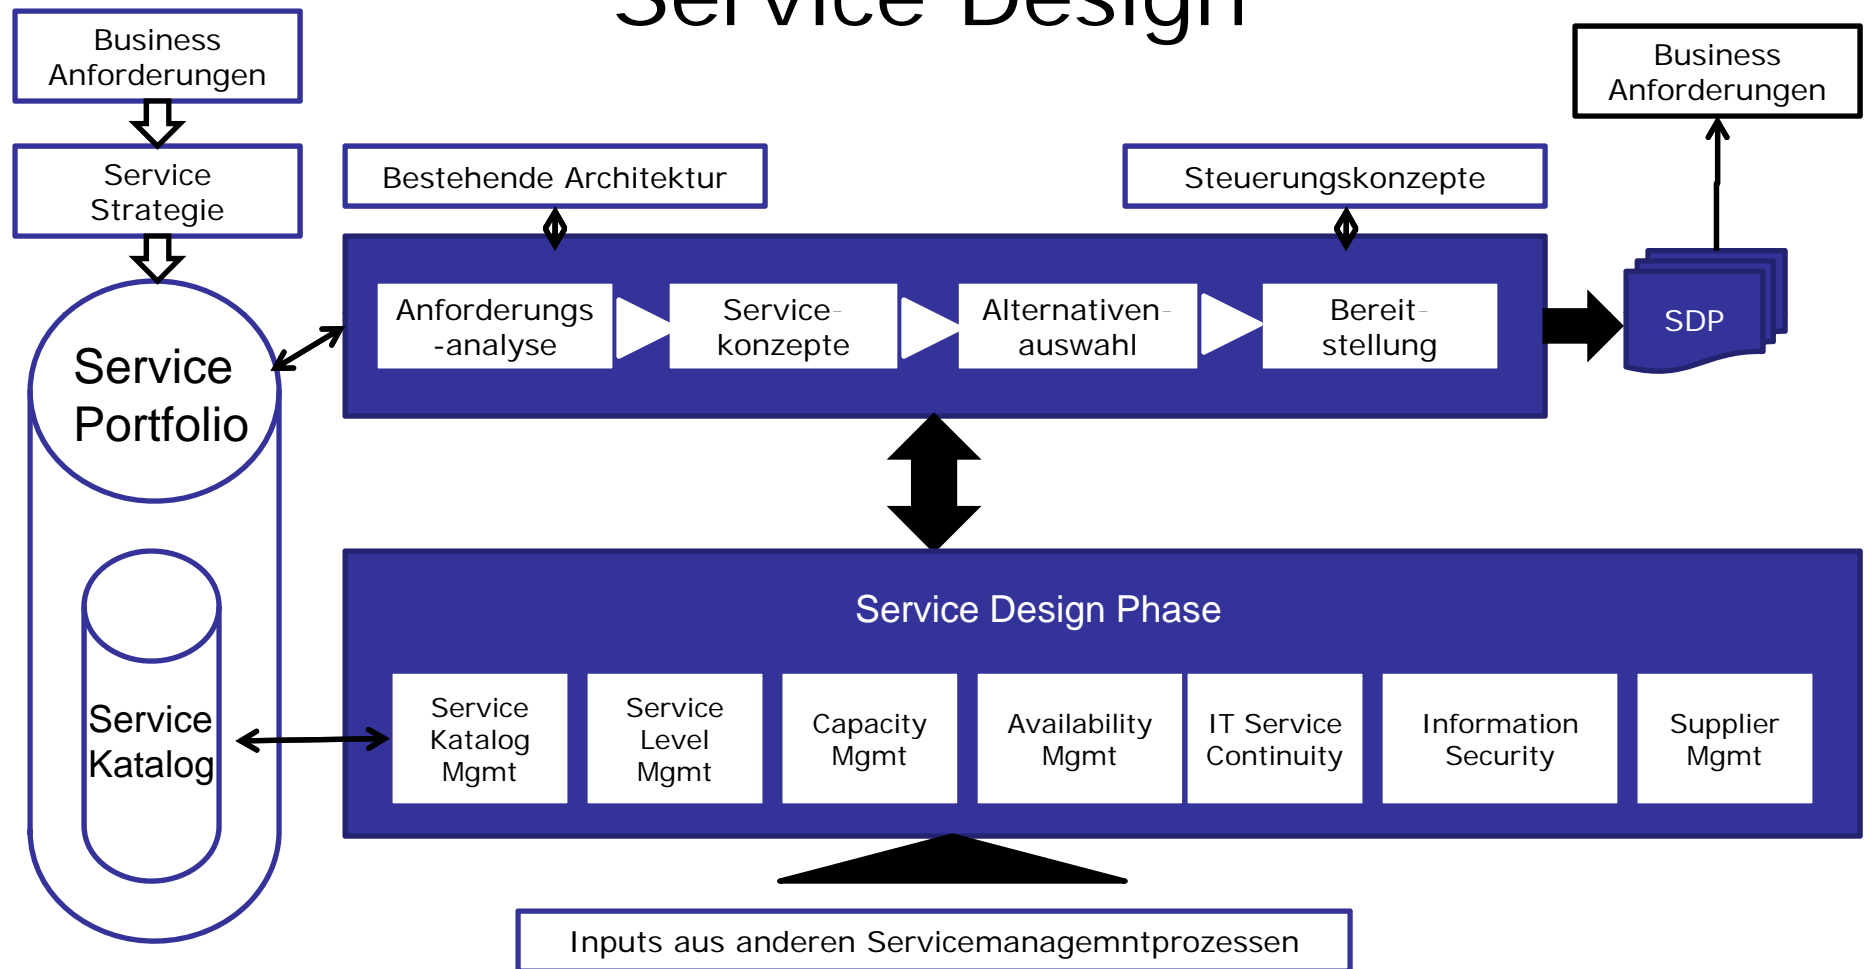 Service Design
Business
Anforderungen
Business
Anforderungen
Service
Strategie
Bestehende Architektur
Steuerungskonzepte
Anforderungs
-analyse
Service-
konzepte
Alternativen-
auswahl
Bereit-
stellung
SDP
Service
Portfolio
Service Design Phase
Service
Katalog
Service
Katalog
Mgmt
Service
Level
Mgmt
Capacity
Mgmt
Availability
Mgmt
IT Service
Continuity
Information
Security
Supplier
Mgmt
Inputs aus anderen Servicemanagemntprozessen